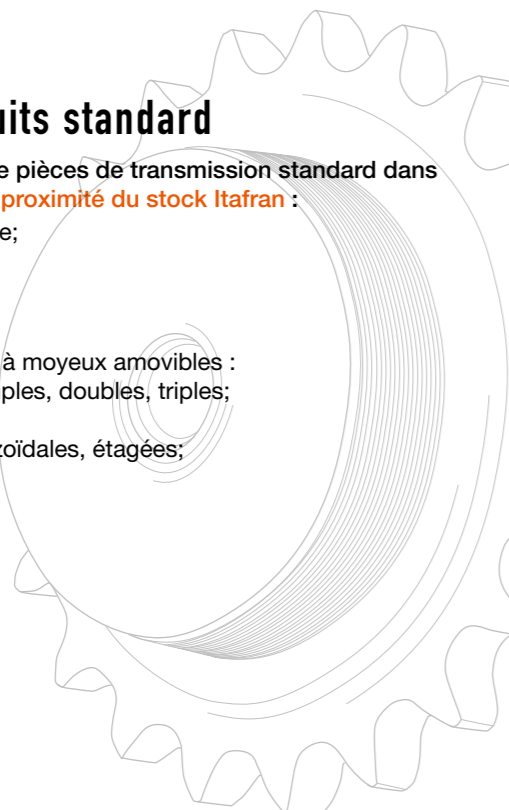 uits standard
e pièces de transmission standard dans
proximité du stock Itafran :
e;
à moyeux amovibles :
ples, doubles, triples;
zoïdales, étagées;